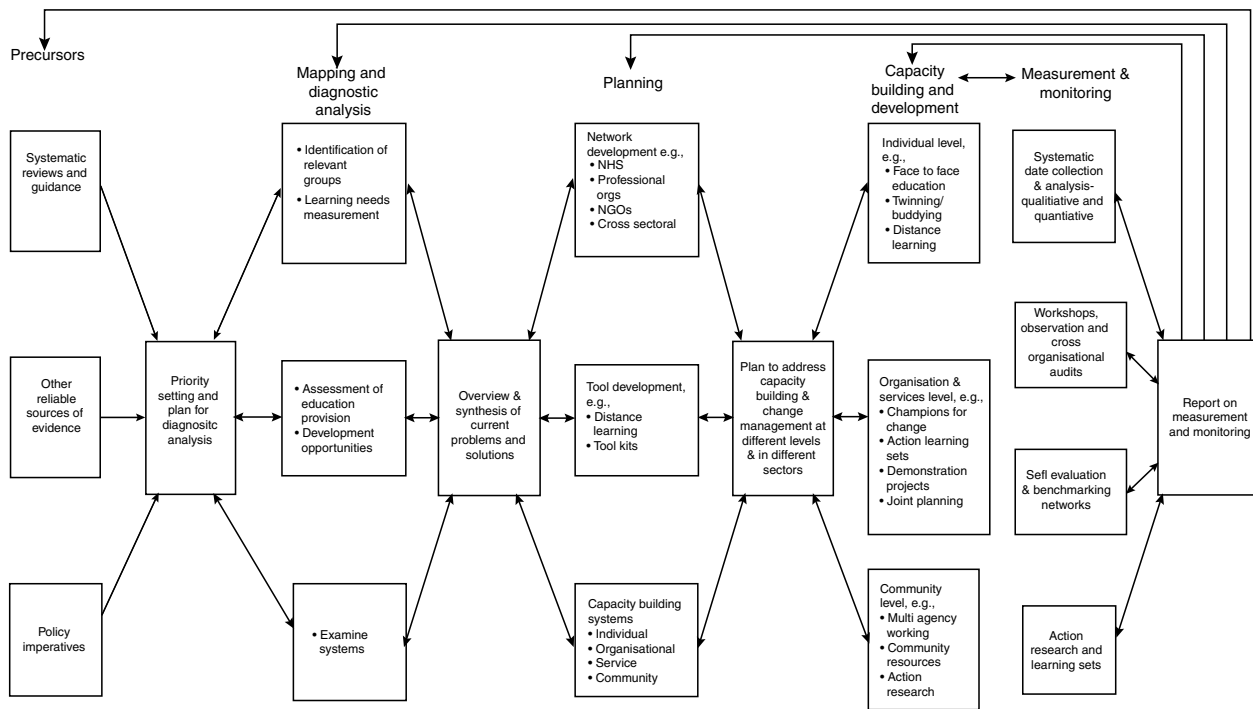 Precursors
Mapping and
diagnostic
analysis
Planning
Capacity
building and
development
Measurement &
monitoring
Systematic
reviews and
guidance
• Identification of
relevant
groups
• Learning needs
measurement
Network
development e.g.,
• NHS
• Professional
orgs
• NGOs
• Cross sectoral
Individual level,
e.g.,
• Face to face
education
• Twinning/
buddying
• Distance
learning
Systematic
date collection
& analysis-
qualitative and
quantiative
Other
reliable
sources of
evidence
Priority
setting and
plan for
diagnositc
analysis
• Assessment of
education
provision
• Development
opportunities
Overview &
synthesis of
current
problems and
solutions
Tool development,
e.g.,
• Distance
learning
• Tool kits
Plan to address
capacity
building &
change
management at
different levels
& in different
sectors
Organisation &
services level, e.g.,
• Champions for
change
• Action learning
sets
• Demonstration
projects
• Joint planning
Workshops,
observation and
cross
organisational
audits
Sefl evaluation
& benchmarking
networks
Report on
measurement
and monitoring
Policy
imperatives
• Examine
systems
Capacity building
systems
• Individual
• Organisational
• Service
• Community
Community
level, e.g.,
• Multi agency
working
• Community
resources
• Action
research
Action
research and
learning sets